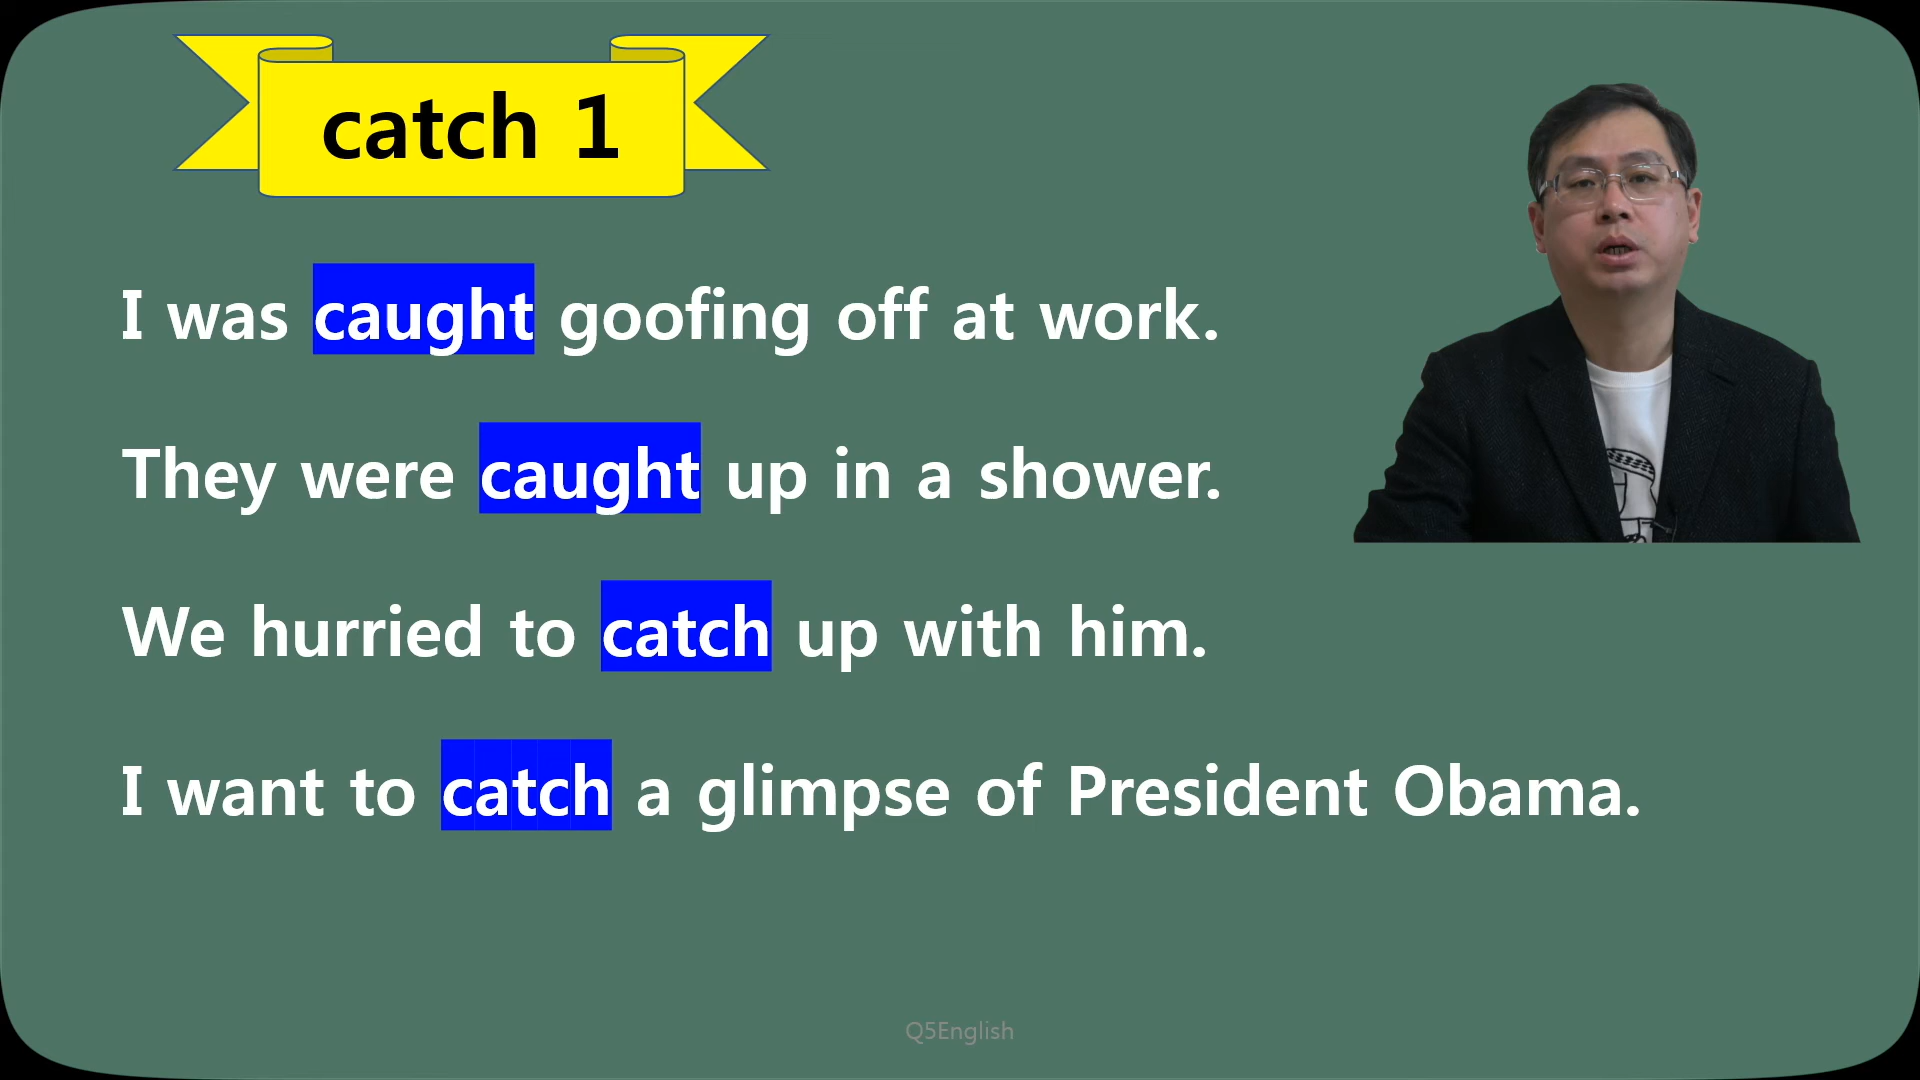 catch 1
I was caught goofing off at work.
They were caught up in a shower.
We hurried to catch up with him.
I want to catch a glimpse of President Obama.
Q5English